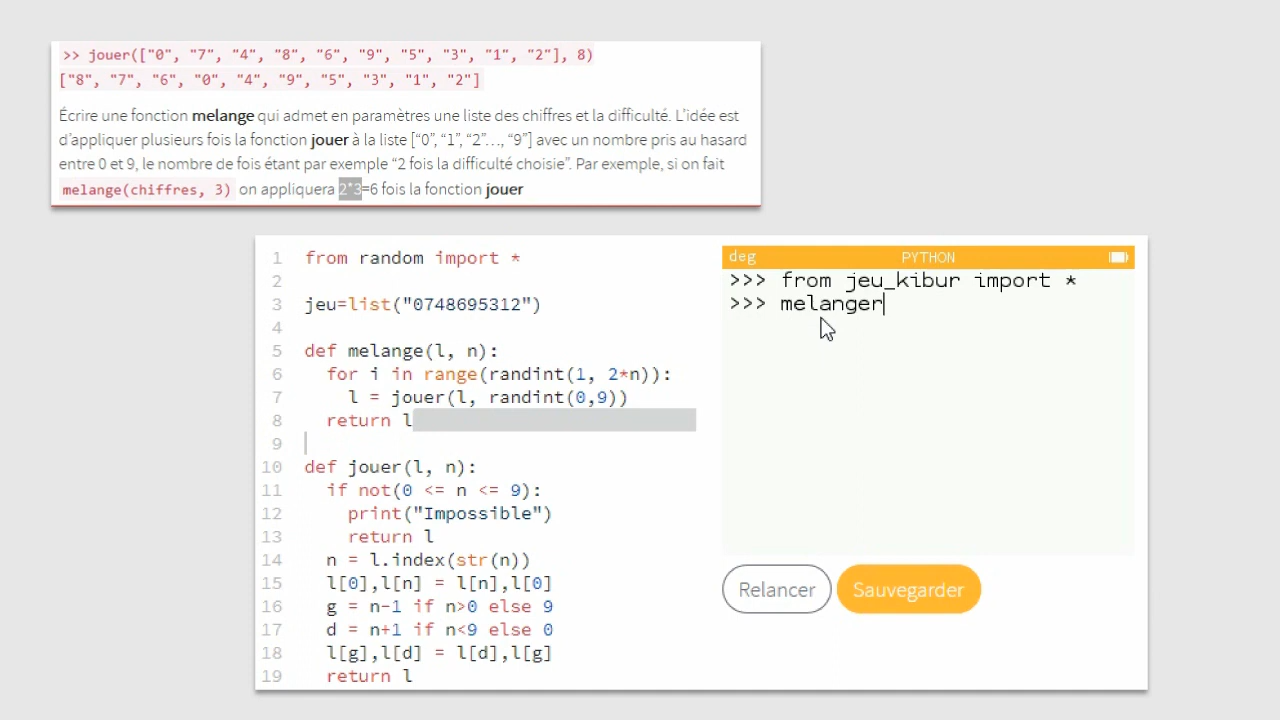 >> jouer(["0", "7", "4", "8", "6", "9", "5", "3", "1", "2"], 8)
["8", "7", "6", "0", "4", "9", "5", "3", "1", "2"]
Écrire une fonction melange qui admet en paramètres une liste des chiffres et la difficulté. L’idée est
d’appliquer plusieurs fois la fonction jouer à la liste [“0”, “1”, “2”…, “9”] avec un nombre pris au hasard
entre 0 et 9, le nombre de fois étant par exemple “2 fois la difficulté choisie”. Par exemple, si on fait
melange(chiffres, 3) on appliquera 2*3=6 fois la fonction jouer
1 from random import *
2
3 jeu=list("0748695312")
4
5 def melange(l, n):
6 for i in range(randint(1, 2*n)):
7 l = jouer(l, randint(0,9))
8 return l
9
10 def jouer(l, n):
11 if not(0 <= n <= 9):
12 print("Impossible")
13 return l
14 n = l.index(str(n))
15 l[0],l[n] = l[n],l[0]
16 g = n-1 if n>0 else 9
17 d = n+1 if n<9 else 0
18 l[g],l[d] = l[d],l[g]
19 return l
deg PYTHON
>>> from jeu_kibur import *
>>> melanger
Relancer Sauvegarder